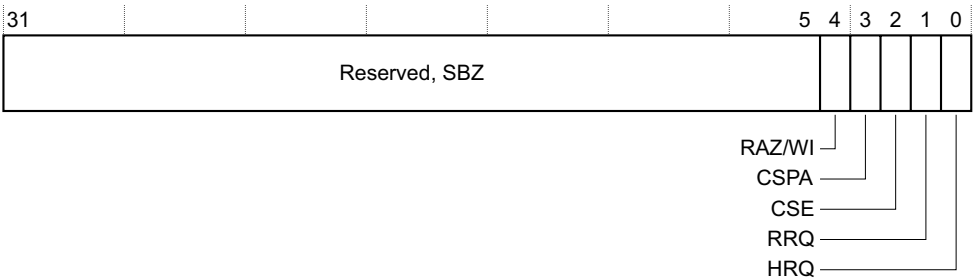 31 5 4 3 2 1 0
Reserved, SBZ
RAZ/WI
CSPA
CSE
RRQ
HRQ